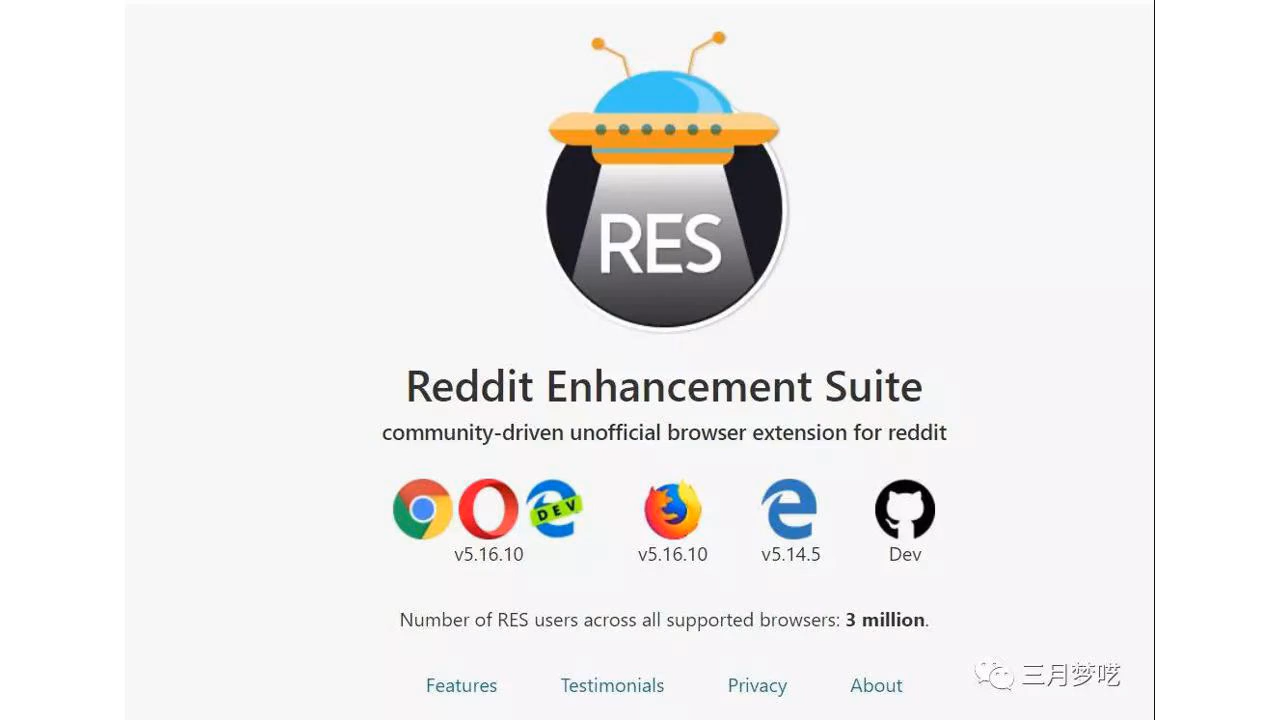 RES
Reddit Enhancement Suite
community-driven unofficial browser extension for reddit
DEV
v5.16.10
v5.16.10
v5.14.5
Dev
Number of RES users across all supported browsers: 3 million.
Features
Testimonials
Privacy
About
三月梦呓